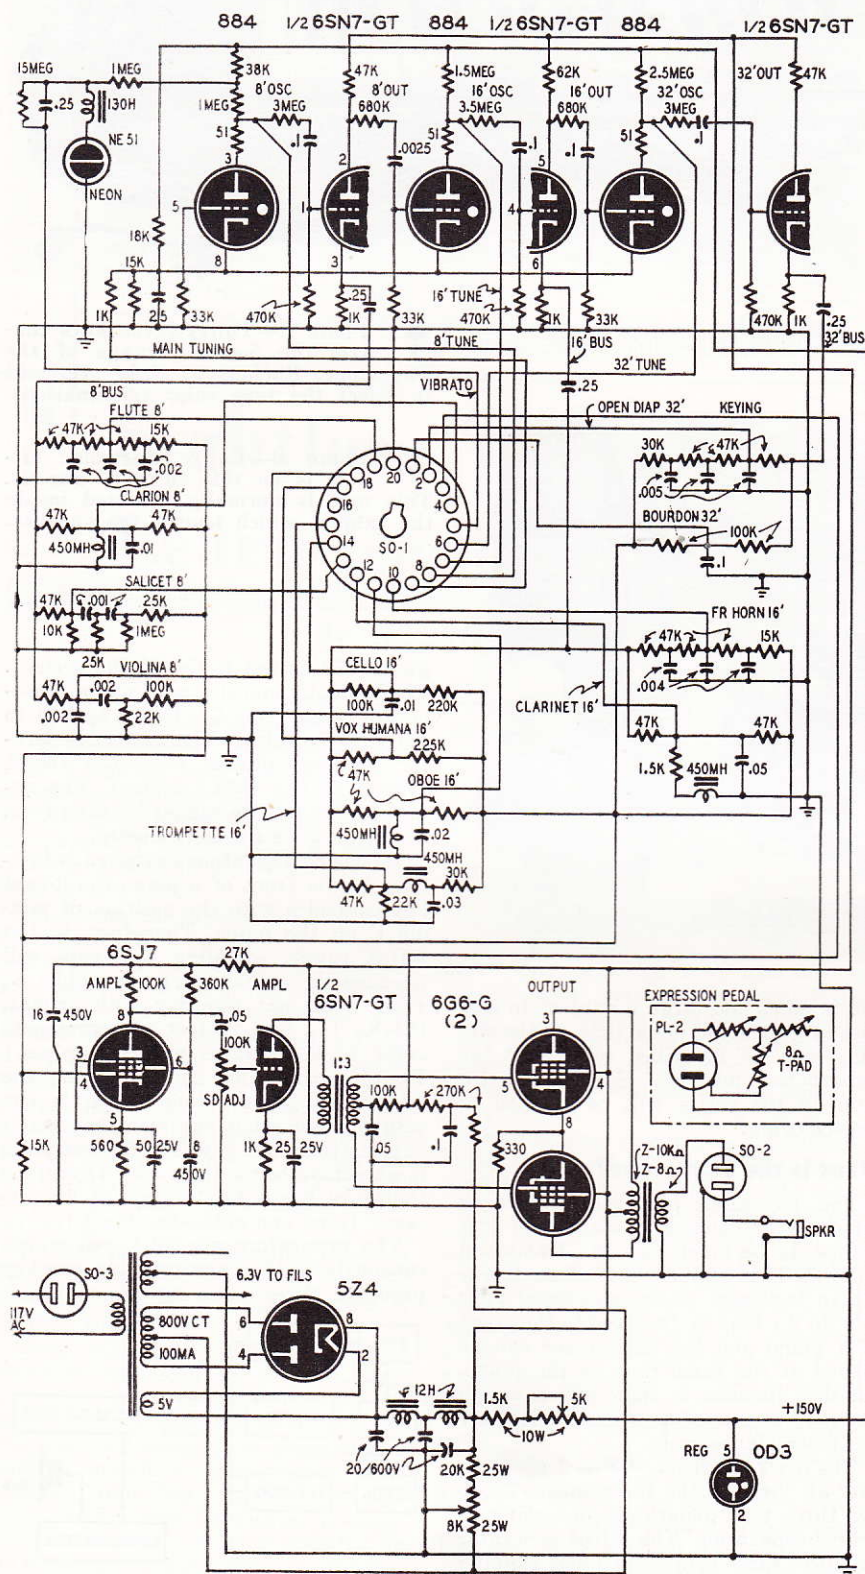 884 1/2 6SN7-GT 884 1/2 6SN7-GT 884 1/2 6SN7-GT
15MEG 1MEG 38K 47K 1.5MEG 62K 2.5MEG 32'OUT 47K
.25 130H 1MEG 8'OSC 3MEG 8'OUT 680K 16'OSC 3.5MEG 16'OUT 680K 32'OSC 3MEG
NE 51 51 .1 .0025 51 .1 .1 51 .1
NEON 3 2 5
5 1 4
18K 8 3 6
15K
1K 25 33K 470K .25 1K 33K 16' TUNE 470K 1K 33K 470K 1K .25
MAIN TUNING 8'TUNE 16'BUS 32'BUS
VIBRATO .25 32'TUNE
8'BUS
FLUTE 8' OPEN DIAP 32' KEYING
47K 15K 30K 47K
.002 .005
20 2 4 6 8 10 12 14 16 18
SO-1
CLARION 8' BOURDON 32'
47K 47K 100K
450MH .01 .1
SALICET 8'
47K .001 25K
10K 25K 1MEG
FR HORN 16'
47K 15K
.004
VIOLINA 8'
47K .002 100K
.002 22K
CELLO 16'
100K .01 220K
CLARINET 16'
47K 47K
1.5K 450MH .05
VOX HUMANA 16'
225K
47K OBOE 16'
450MH .02
TROMPETTE 16'
450MH
47K 22K 30K .03
6SJ7 27K 1/2 6SN7-GT 6G6-G (2) OUTPUT
AMPL 100K 360K AMPL
16 450V 8 .05
3 4 6 100K
5 SD ADJ
15K 560 50 25V 8 450V 1K 25 25V
1:3
100K 270K
.05 .1
3 5 4 8
330
EXPRESSION PEDAL
PL-2 8Ω T-PAD
Z-10KΩ
Z-8Ω
SO-2
SPKR
SO-3
117V AC
6.3V TO FILS 5Z4
800V CT 6 8
100MA 4 2
5V
12H 1.5K 5K
10W
+150V
20/600V 20K 25W
8K 25W
REG 5 OD3
2